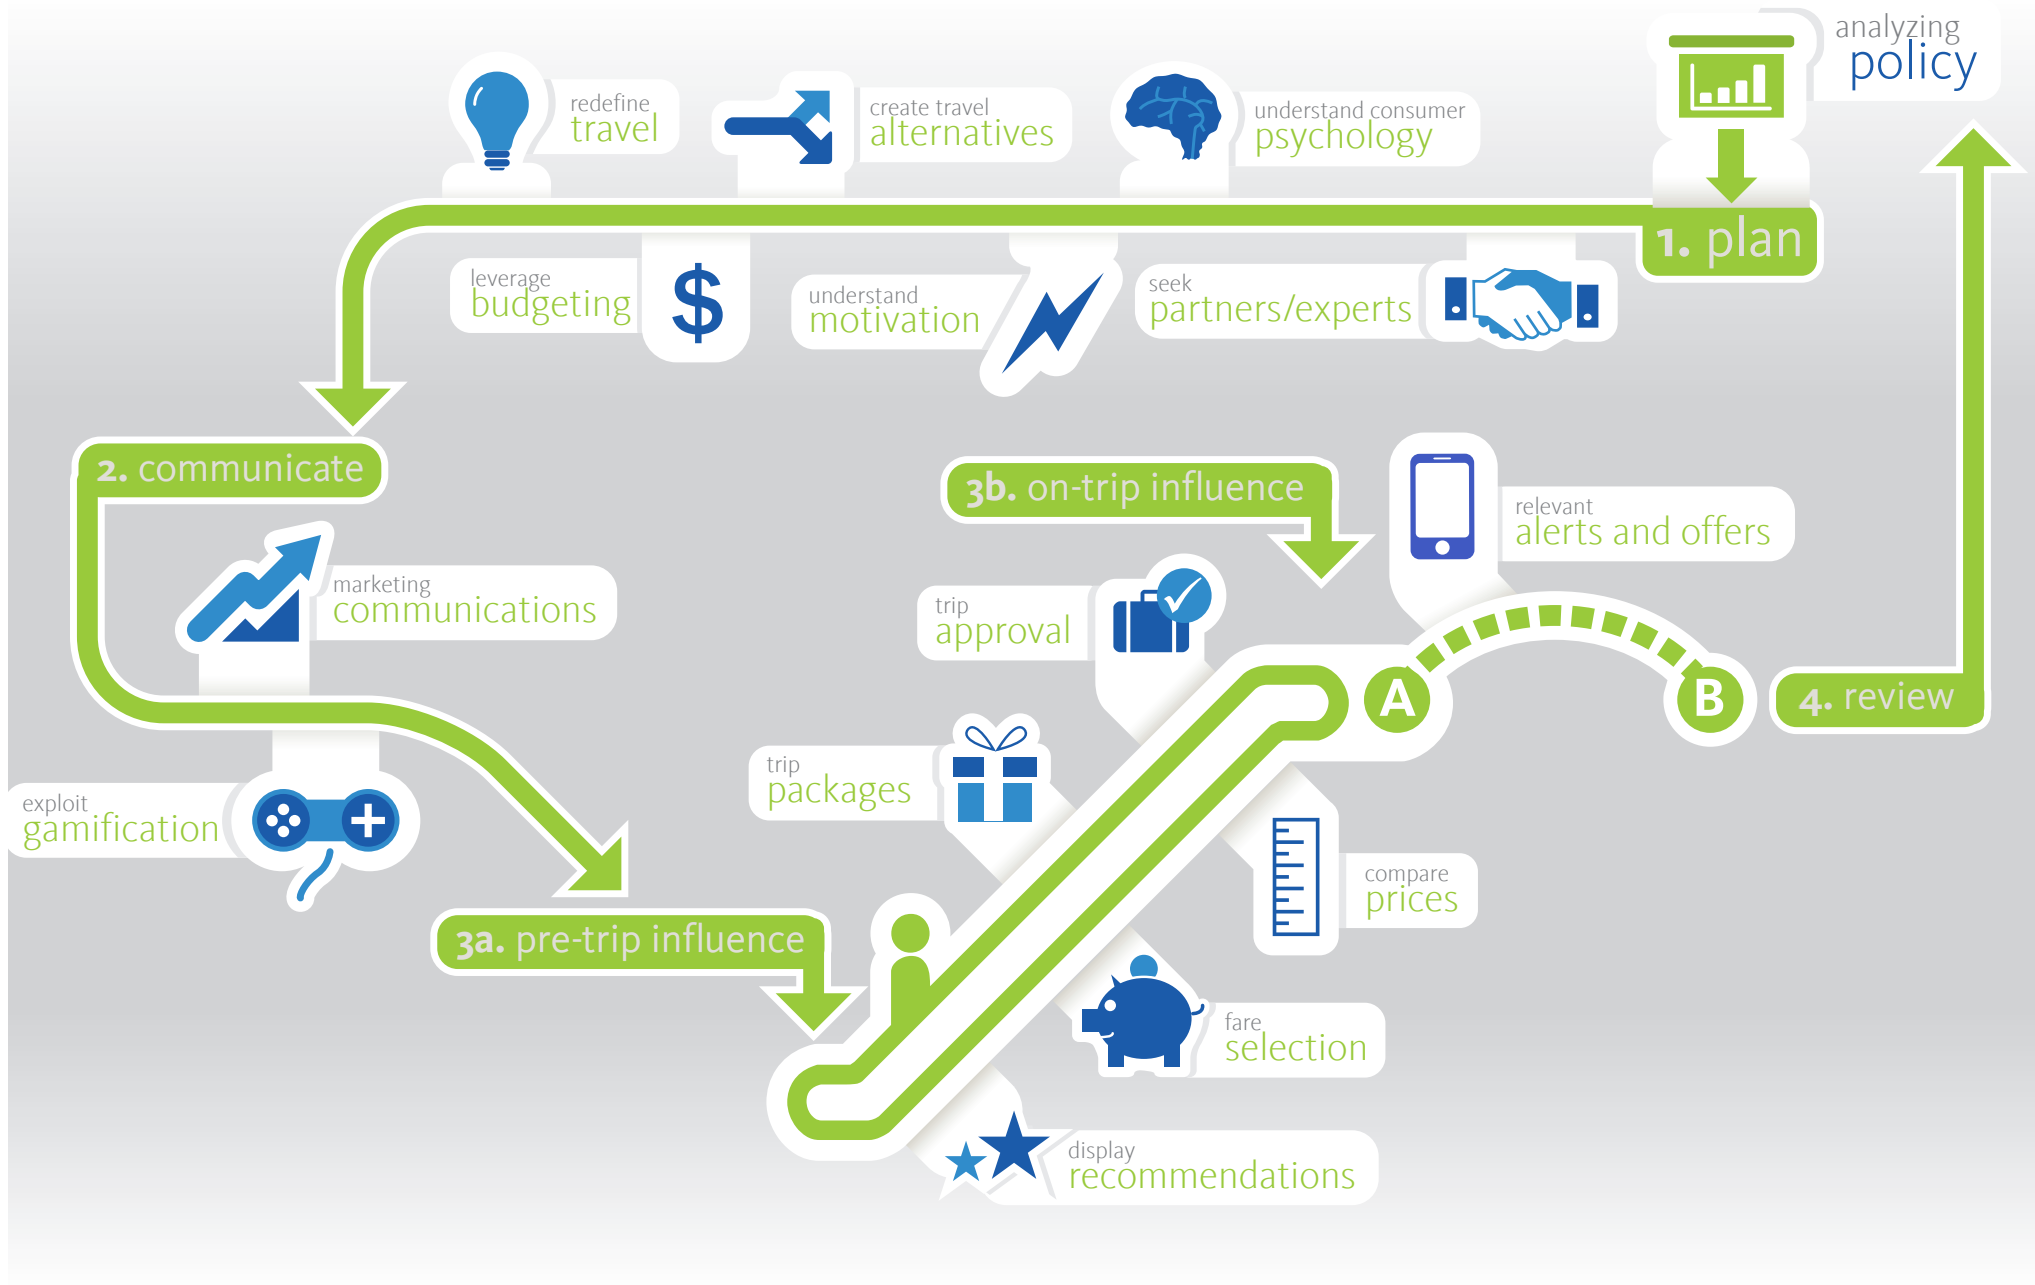 analyzing
policy
redefine
travel
create travel
alternatives
understand consumer
psychology
1. plan
leverage
budgeting
$
understand
motivation
seek
partners/experts
2. communicate
marketing
communications
exploit
gamification
3a. pre-trip influence
3b. on-trip influence
relevant
alerts and offers
trip
approval
A
B
4. review
trip
packages
compare
prices
fare
selection
display
recommendations